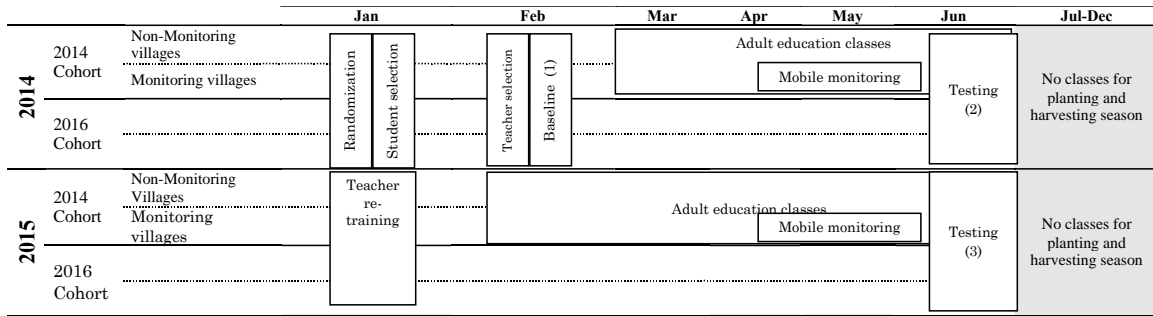 Jan Feb Mar Apr May Jun Jul-Dec
2014
2014
Cohort
Non-Monitoring
villages
Monitoring villages
2016
Cohort
Randomization
Student selection
Teacher selection
Baseline (1)
Adult education classes
Mobile monitoring
Testing
(2)
No classes for
planting and
harvesting season
2015
2014
Cohort
Non-Monitoring
Villages
Monitoring
villages
2016
Cohort
Teacher
re-
training
Adult education classes
Mobile monitoring
Testing
(3)
No classes for
planting and
harvesting season